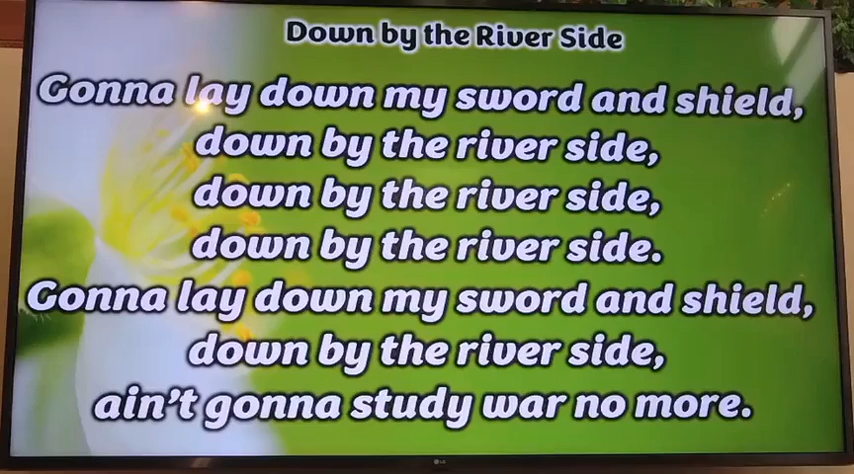 Down by the River Side
Gonna lay down my sword and shield,
down by the river side,
down by the river side,
down by the river side.
Gonna lay down my sword and shield,
down by the river side,
ain't gonna study war no more.
LG